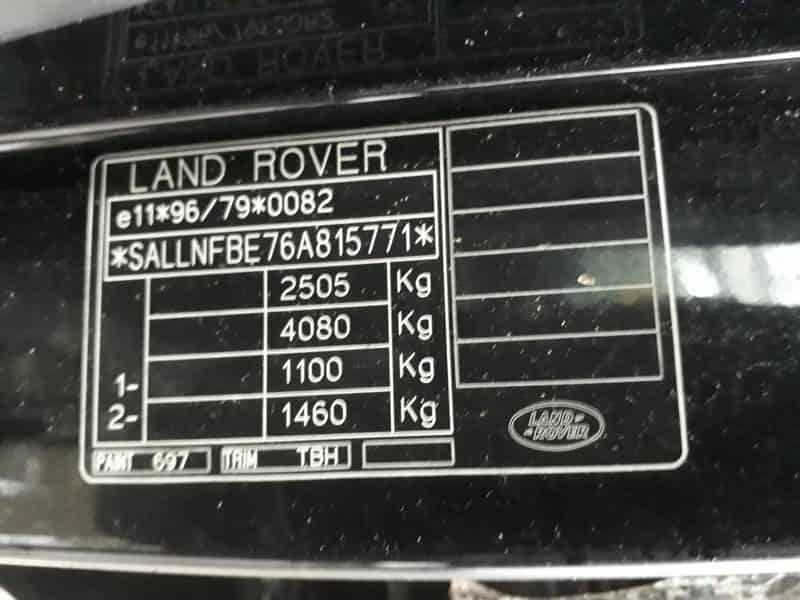 LAND ROVER
e11*96/79*0082
*SALLNFBE76A815771*
2505 Kg
4080 Kg
1- 1100 Kg
2- 1460 Kg
PAINT 697 TRIM TBH
LAND-
-ROVER